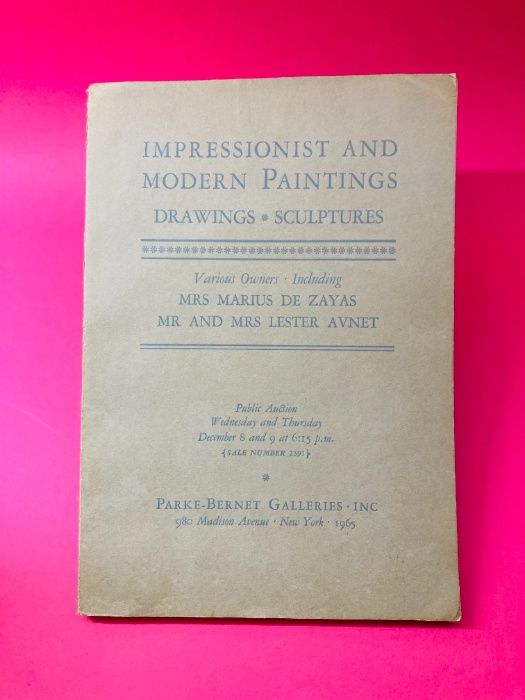 IMPRESSIONIST AND
MODERN PAINTINGS
DRAWINGS * SCULPTURES
Various Owners · Including
MRS MARIUS DE ZAYAS
MR AND MRS LESTER AVNET
Public Auction
Wednesday and Thursday
December 8 and 9 at 6:15 p.m.
{SALE NUMBER }
*
PARKE-BERNET GALLERIES · INC
980 Madison Avenue · New York · 1965